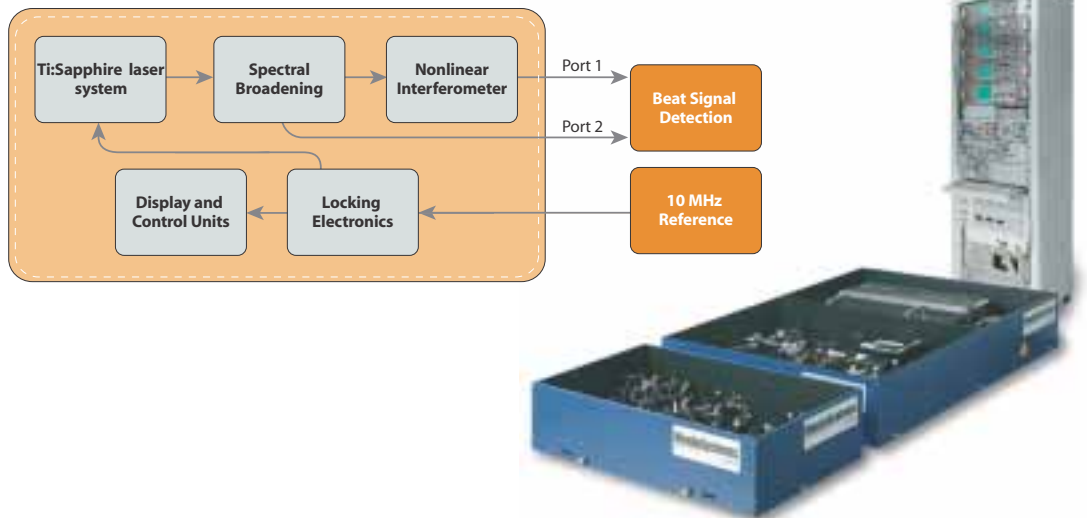 Ti:Sapphire laser
system
Spectral
Broadening
Nonlinear
Interferometer
Port 1
Beat Signal
Detection
Port 2
Display and
Control Units
Locking
Electronics
10 MHz
Reference